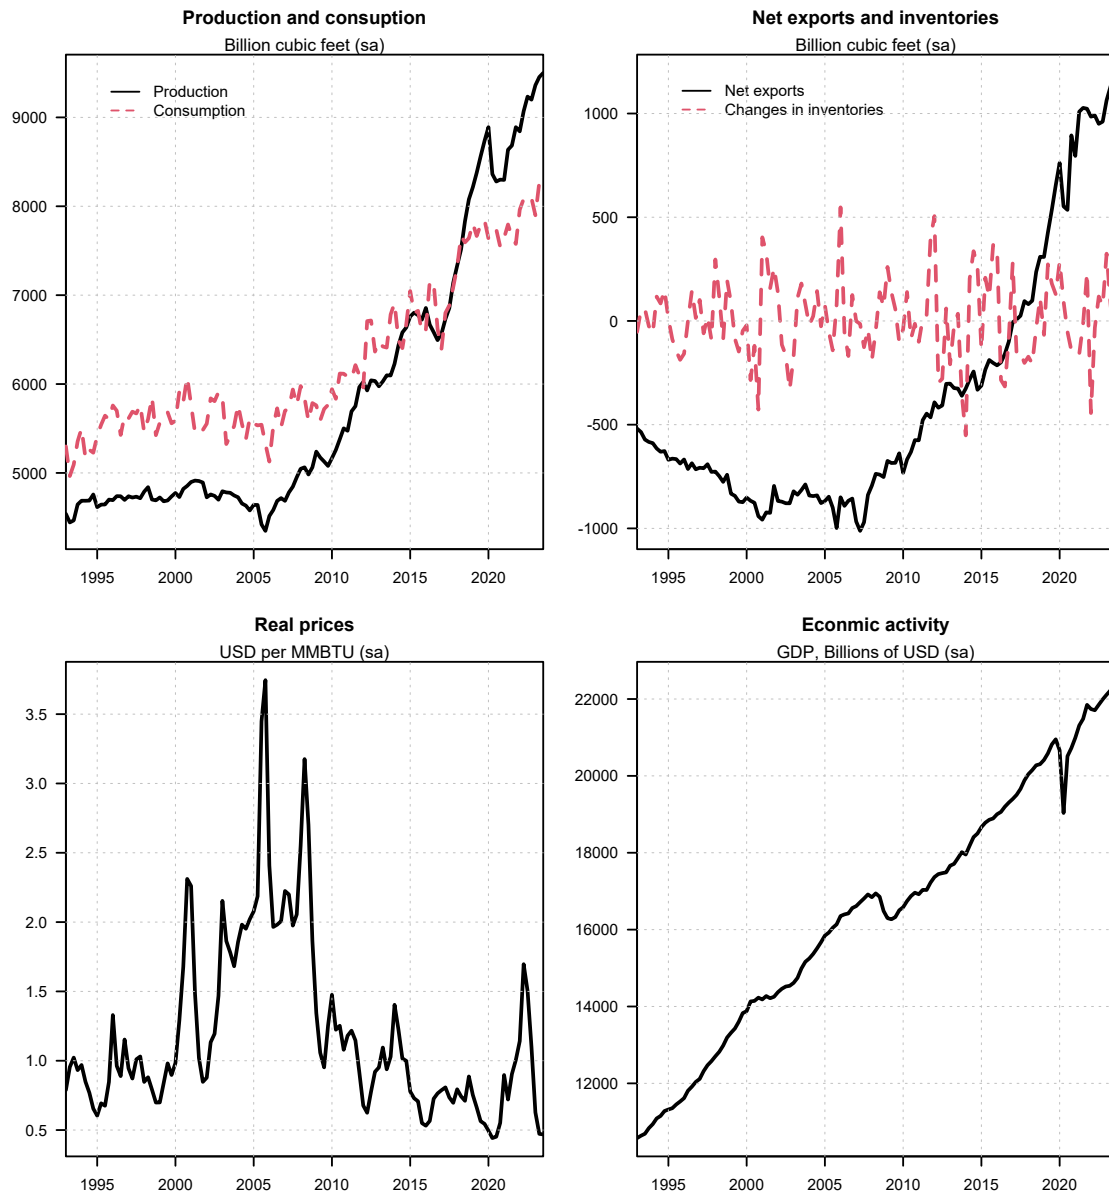 Production and consuption
Billion cubic feet (sa)
Production
Consumption
9000
8000
7000
6000
5000
1995 2000 2005 2010 2015 2020
Net exports and inventories
Billion cubic feet (sa)
Net exports
Changes in inventories
1000
500
0
-500
-1000
1995 2000 2005 2010 2015 2020
Real prices
USD per MMBTU (sa)
3.5
3.0
2.5
2.0
1.5
1.0
0.5
1995 2000 2005 2010 2015 2020
Econmic activity
GDP, Billions of USD (sa)
22000
20000
18000
16000
14000
12000
1995 2000 2005 2010 2015 2020